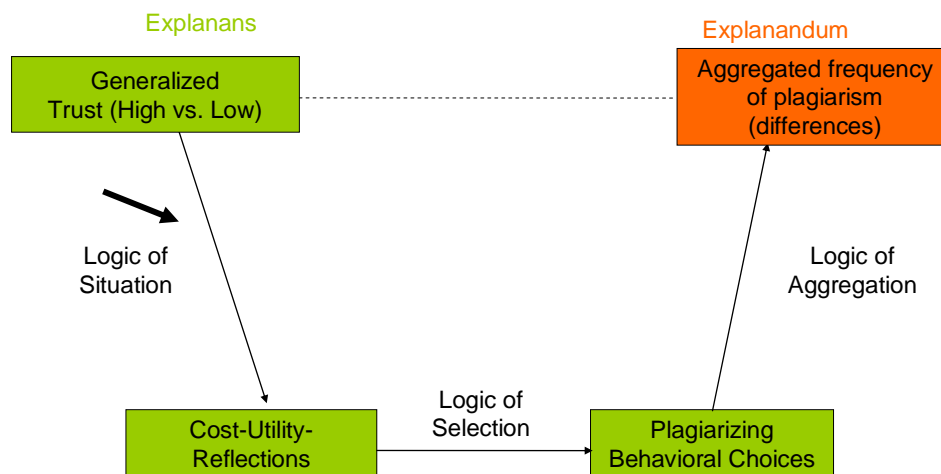 Explanans
Explanandum
Generalized
Trust (High vs. Low)
Aggregated frequency
of plagiarism
(differences)
Logic of
Situation
Logic of
Aggregation
Logic of
Selection
Cost-Utility-
Reflections
Plagiarizing
Behavioral Choices